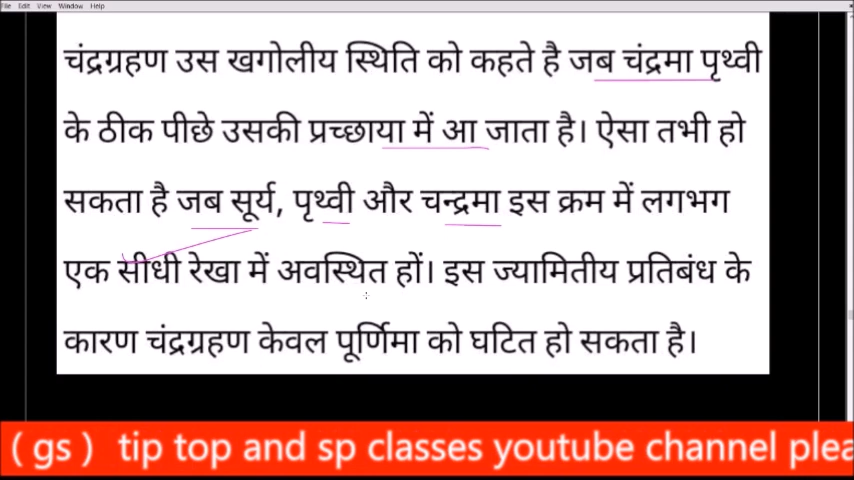 File Edit View Window Help
चंद्रग्रहण उस खगोलीय स्थिति को कहते है जब चंद्रमा पृथ्वी
के ठीक पीछे उसकी प्रच्छाया में आ जाता है। ऐसा तभी हो
सकता है जब सूर्य, पृथ्वी और चन्द्रमा इस क्रम में लगभग
एक सीधी रेखा में अवस्थित हों। इस ज्यामितीय प्रतिबंध के
कारण चंद्रग्रहण केवल पूर्णिमा को घटित हो सकता है।
( gs ) tip top and sp classes youtube channel plea